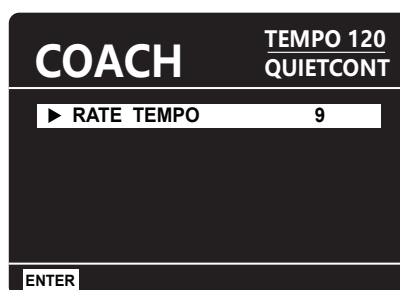 COACH
TEMPO 120
QUIETCONT
▶ RATE TEMPO 9
ENTER